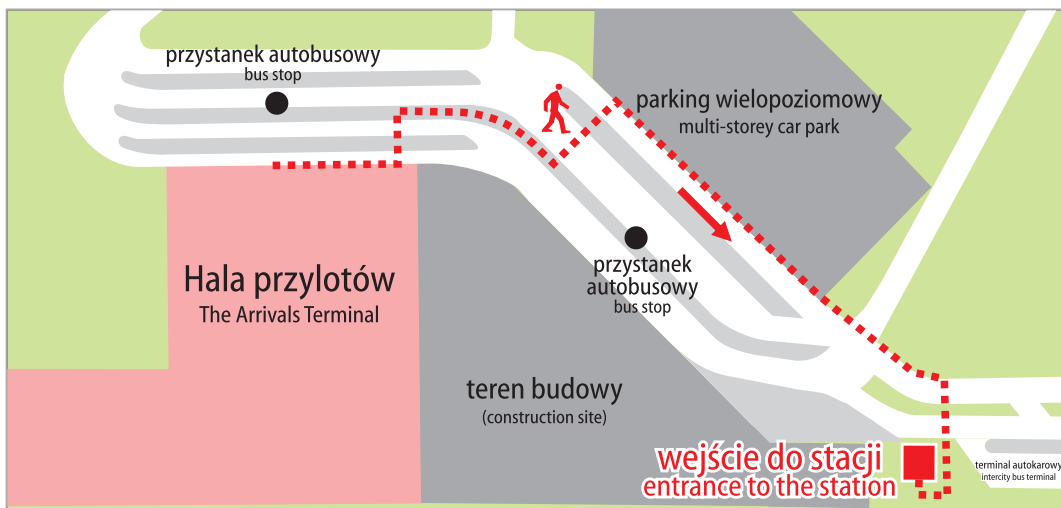 przystanek autobusowy
bus stop
parking wielopoziomowy
multi-storey car park
Hala przylotów
The Arrivals Terminal
przystanek
autobusowy
bus stop
teren budowy
(construction site)
wejście do stacji
entrance to the station
terminal autokarowy
intercity bus terminal